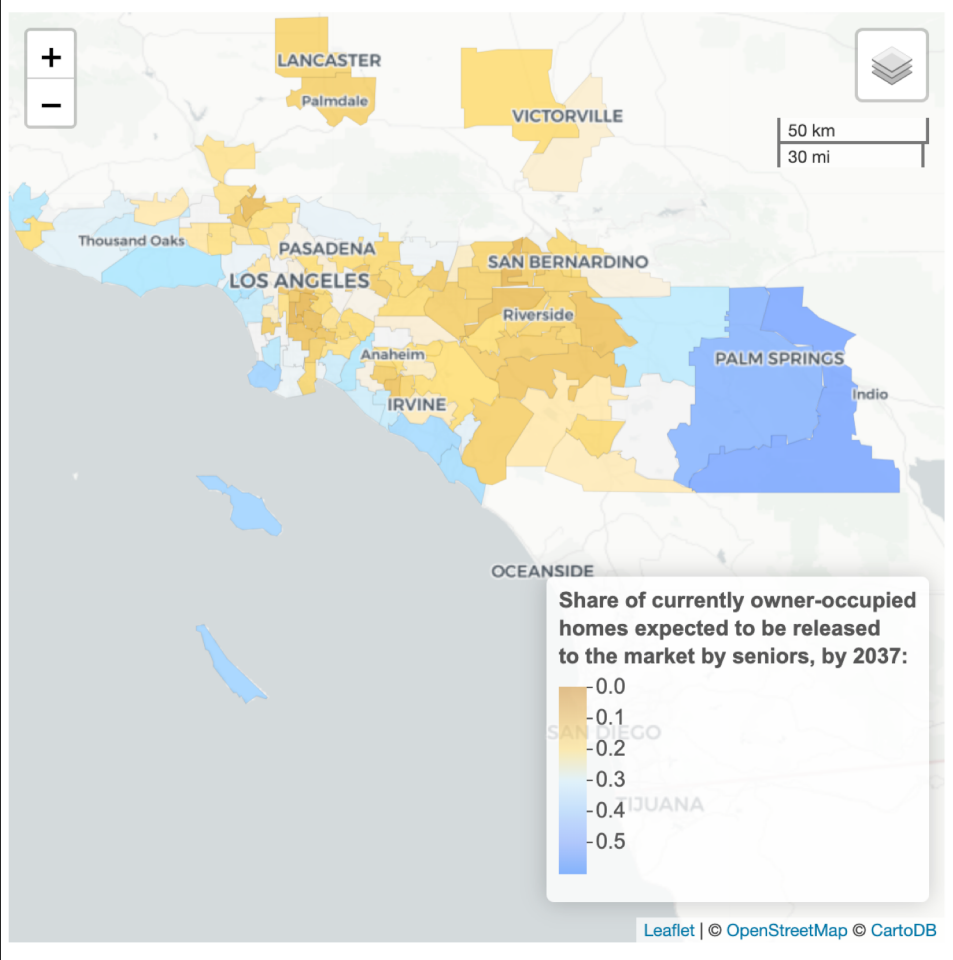 +
−
LANCASTER
Palmdale
VICTORVILLE
50 km
30 mi
Thousand Oaks
PASADENA
SAN BERNARDINO
LOS ANGELES
Riverside
Anaheim
PALM SPRINGS
IRVINE
Indio
OCEANSIDE
Share of currently owner-occupied
homes expected to be released
to the market by seniors, by 2037:
0.0
0.1
SAN DIEGO
0.2
0.3
0.4
TIJUANA
0.5
Leaflet | © OpenStreetMap © CartoDB